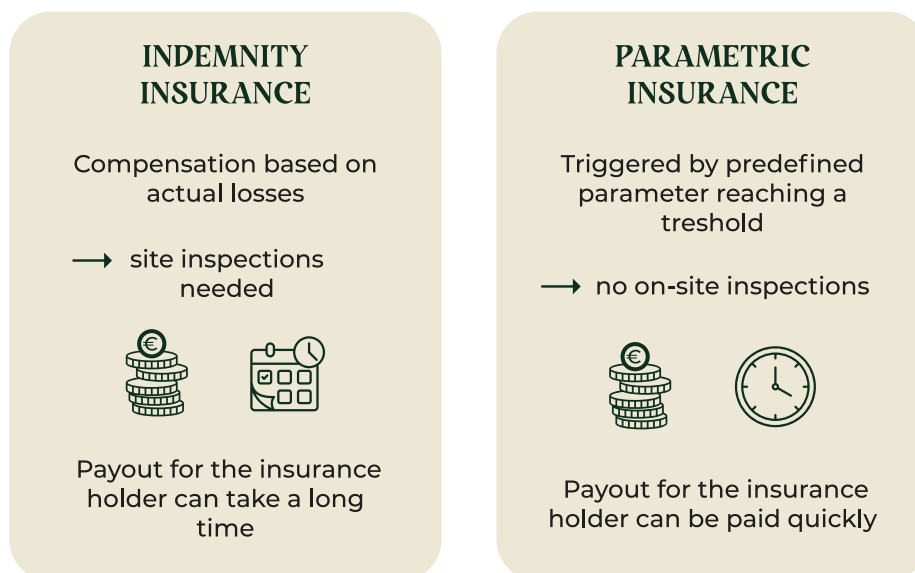 INDEMNITY
INSURANCE
Compensation based on
actual losses
site inspections
needed
€
Payout for the insurance
holder can take a long
time
PARAMETRIC
INSURANCE
Triggered by predefined
parameter reaching a
treshold
no on-site inspections
€
Payout for the insurance
holder can be paid quickly